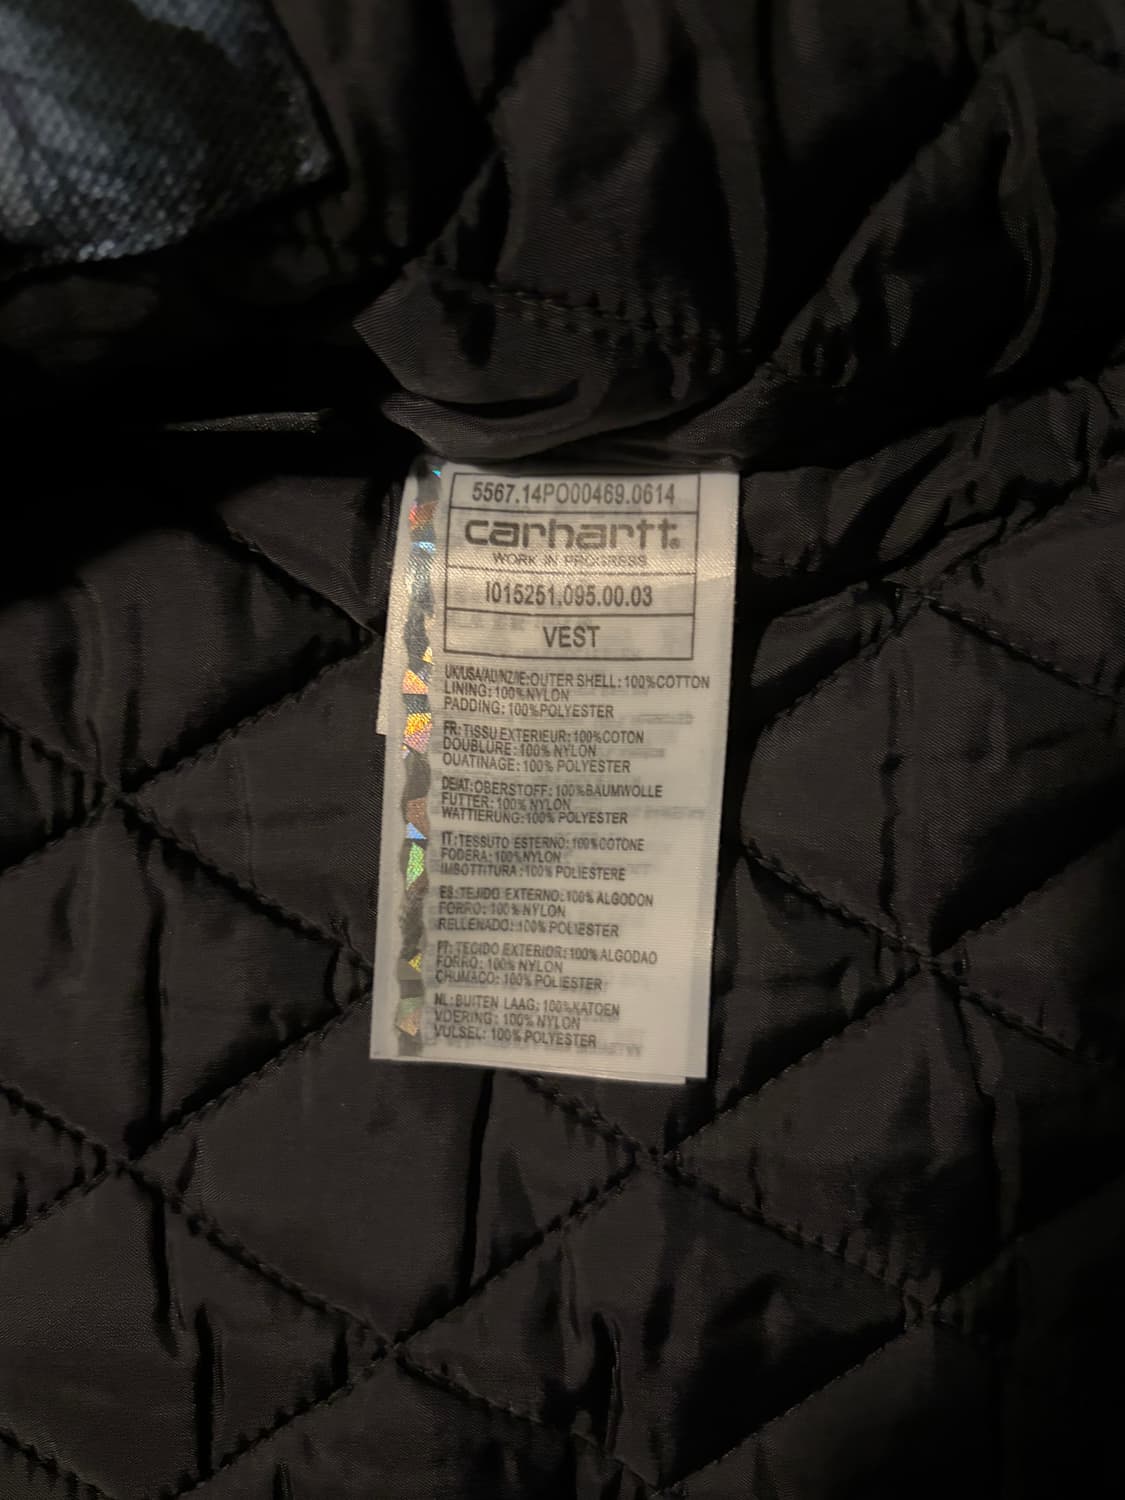 5567.14PO00469.0614
carhartt®
WORK IN PROGRESS
I015251.095.00.03
VEST
UK/USA/AU/NZ/IE:OUTER SHELL:100%COTTON
LINING:100%NYLON
PADDING:100%POLYESTER
FR:TISSU EXTERIEUR:100%COTON
DOUBLURE:100% NYLON
OUATINAGE:100% POLYESTER
DE/AT:OBERSTOFF:100%BAUMWOLLE
FUTTER:100% NYLON
WATTIERUNG:100% POLYESTER
IT:TESSUTO ESTERNO:100%COTONE
FODERA:100%NYLON
IMBOTTITURA:100% POLIESTERE
ES:TEJIDO EXTERNO:100% ALGODON
FORRO:100%NYLON
RELLENADO:100% POLIESTER
PT:TECIDO EXTERIOR:100% ALGODAO
FORRO:100% NYLON
CHUMACO:100% POLIESTER
NL:BUITEN LAAG:100%KATOEN
VOERING:100% NYLON
VULSEL:100% POLYESTER